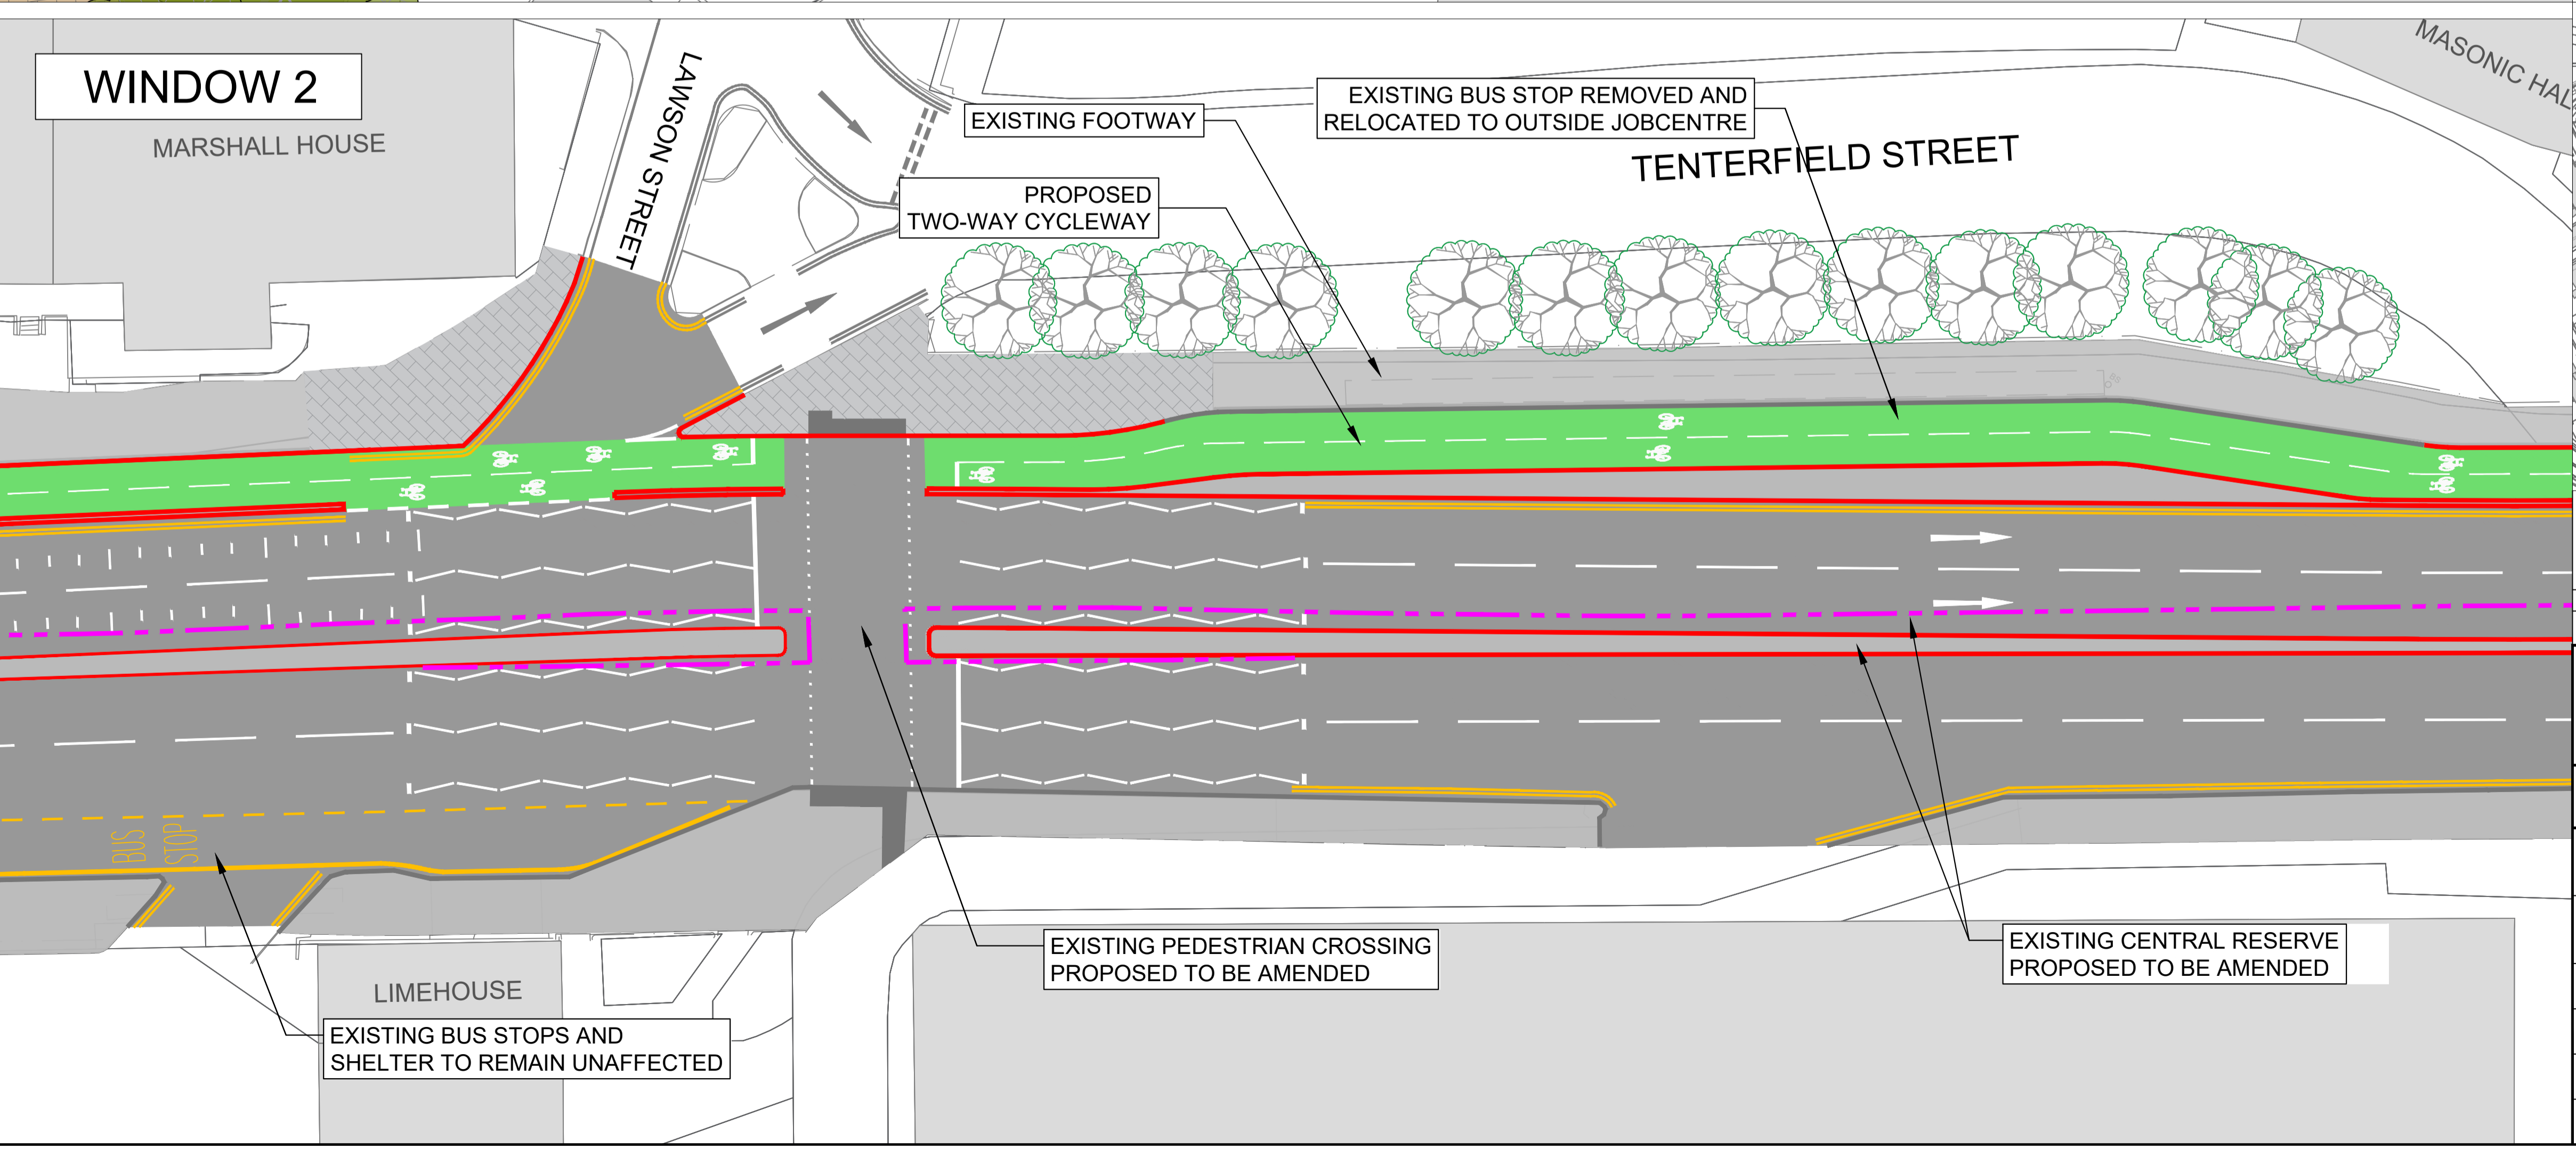 WINDOW 2
MARSHALL HOUSE
LAWSON STREET
EXISTING FOOTWAY
EXISTING BUS STOP REMOVED AND
RELOCATED TO OUTSIDE JOBCENTRE
MASONIC HAL
TENTERFIELD STREET
PROPOSED
TWO-WAY CYCLEWAY
BUS
STOP
EXISTING PEDESTRIAN CROSSING
PROPOSED TO BE AMENDED
EXISTING CENTRAL RESERVE
PROPOSED TO BE AMENDED
LIMEHOUSE
EXISTING BUS STOPS AND
SHELTER TO REMAIN UNAFFECTED